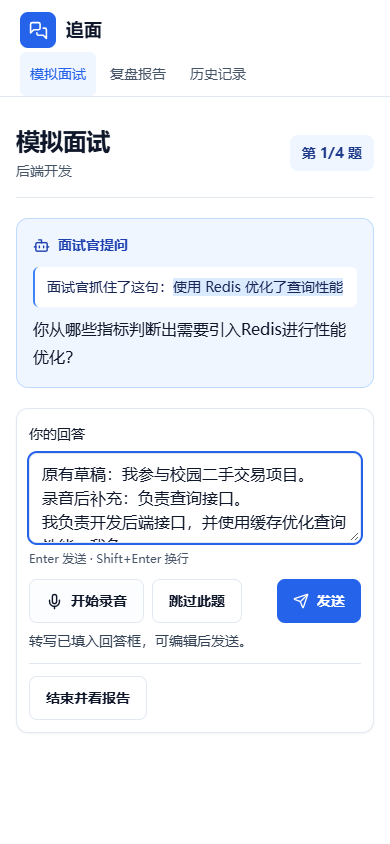 追面
模拟面试 复盘报告 历史记录
模拟面试
后端开发
第 1/4 题
面试官提问
面试官抓住了这句：使用 Redis 优化了查询性能
你从哪些指标判断出需要引入Redis进行性能
优化？
你的回答
原有草稿：我参与校园二手交易项目。
录音后补充：负责查询接口。
我负责开发后端接口，并使用缓存优化查询
Enter 发送 · Shift+Enter 换行
开始录音 跳过此题 发送
转写已填入回答框，可编辑后发送。
结束并看报告